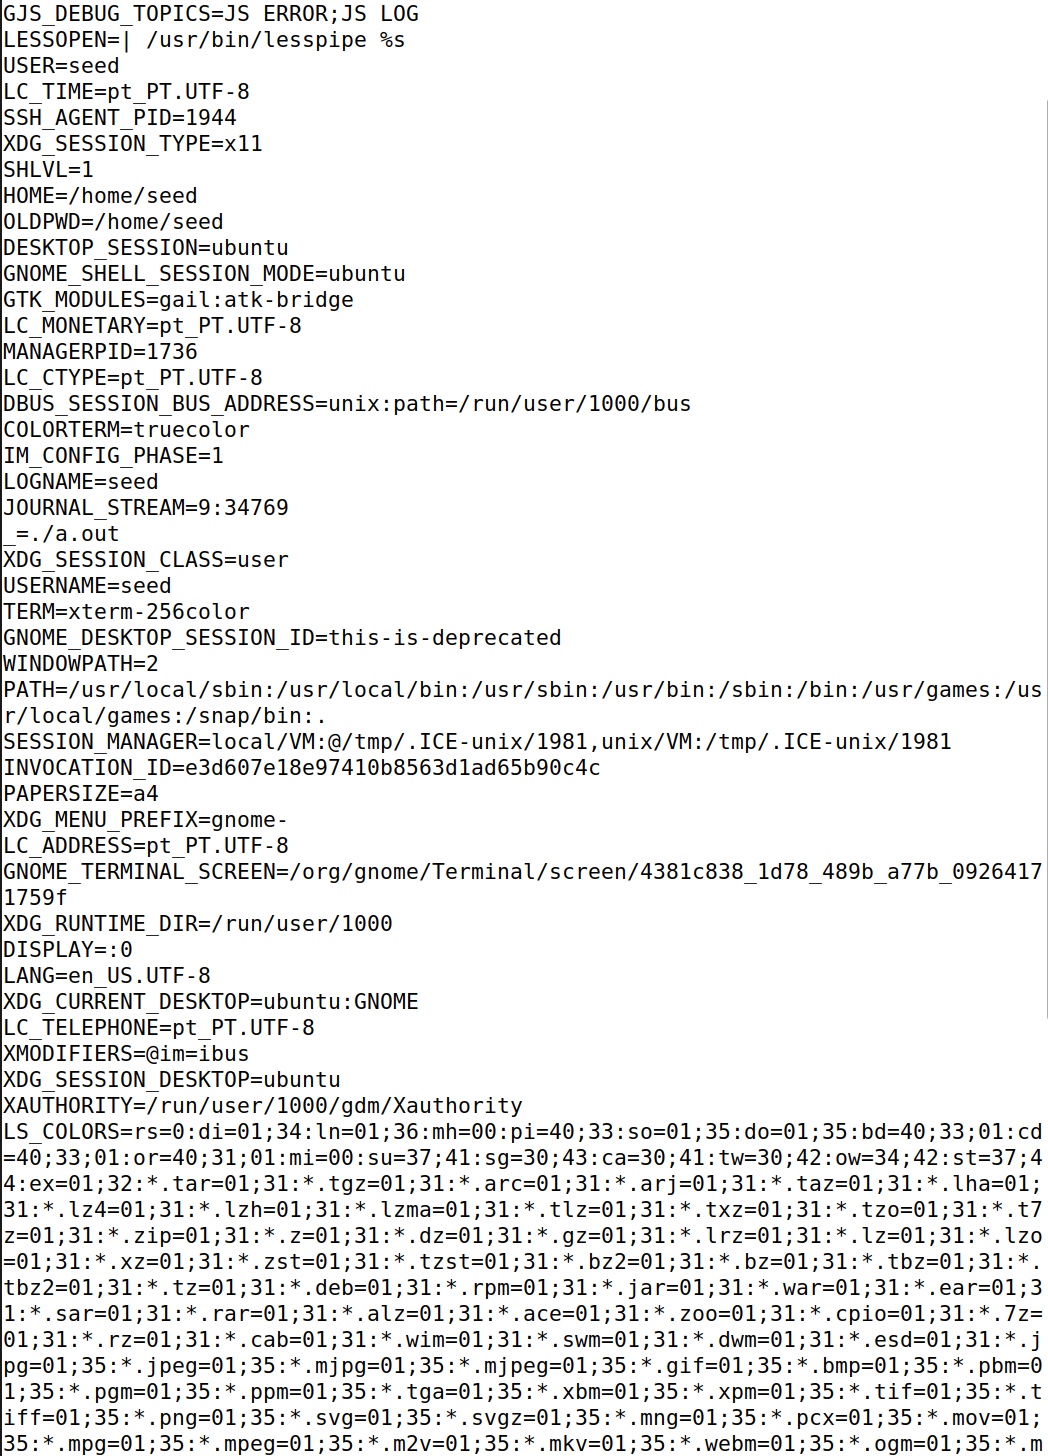 GJS_DEBUG_TOPICS=JS ERROR;JS LOG
LESSOPEN=| /usr/bin/lesspipe %s
USER=seed
LC_TIME=pt_PT.UTF-8
SSH_AGENT_PID=1944
XDG_SESSION_TYPE=x11
SHLVL=1
HOME=/home/seed
OLDPWD=/home/seed
DESKTOP_SESSION=ubuntu
GNOME_SHELL_SESSION_MODE=ubuntu
GTK_MODULES=gail:atk-bridge
LC_MONETARY=pt_PT.UTF-8
MANAGERPID=1736
LC_CTYPE=pt_PT.UTF-8
DBUS_SESSION_BUS_ADDRESS=unix:path=/run/user/1000/bus
COLORTERM=truecolor
IM_CONFIG_PHASE=1
LOGNAME=seed
JOURNAL_STREAM=9:34769
_=./a.out
XDG_SESSION_CLASS=user
USERNAME=seed
TERM=xterm-256color
GNOME_DESKTOP_SESSION_ID=this-is-deprecated
WINDOWPATH=2
PATH=/usr/local/sbin:/usr/local/bin:/usr/sbin:/usr/bin:/sbin:/bin:/usr/games:/us
r/local/games:/snap/bin:.
SESSION_MANAGER=local/VM:@/tmp/.ICE-unix/1981,unix/VM:/tmp/.ICE-unix/1981
INVOCATION_ID=e3d607e18e97410b8563d1ad65b90c4c
PAPERSIZE=a4
XDG_MENU_PREFIX=gnome-
LC_ADDRESS=pt_PT.UTF-8
GNOME_TERMINAL_SCREEN=/org/gnome/Terminal/screen/4381c838_1d78_489b_a77b_0926417
1759f
XDG_RUNTIME_DIR=/run/user/1000
DISPLAY=:0
LANG=en_US.UTF-8
XDG_CURRENT_DESKTOP=ubuntu:GNOME
LC_TELEPHONE=pt_PT.UTF-8
XMODIFIERS=@im=ibus
XDG_SESSION_DESKTOP=ubuntu
XAUTHORITY=/run/user/1000/gdm/Xauthority
LS_COLORS=rs=0:di=01;34:ln=01;36:mh=00:pi=40;33:so=01;35:do=01;35:bd=40;33;01:cd
=40;33;01:or=40;31;01:mi=00:su=37;41:sg=30;43:ca=30;41:tw=30;42:ow=34;42:st=37;4
4:ex=01;32:*.tar=01;31:*.tgz=01;31:*.arc=01;31:*.arj=01;31:*.taz=01;31:*.lha=01;
31:*.lz4=01;31:*.lzh=01;31:*.lzma=01;31:*.tlz=01;31:*.txz=01;31:*.tzo=01;31:*.t7
z=01;31:*.zip=01;31:*.z=01;31:*.dz=01;31:*.gz=01;31:*.lrz=01;31:*.lz=01;31:*.lzo
=01;31:*.xz=01;31:*.zst=01;31:*.tzst=01;31:*.bz2=01;31:*.bz=01;31:*.tbz=01;31:*.
tbz2=01;31:*.tz=01;31:*.deb=01;31:*.rpm=01;31:*.jar=01;31:*.war=01;31:*.ear=01;3
1:*.sar=01;31:*.rar=01;31:*.alz=01;31:*.ace=01;31:*.zoo=01;31:*.cpio=01;31:*.7z=
01;31:*.rz=01;31:*.cab=01;31:*.wim=01;31:*.swm=01;31:*.dwm=01;31:*.esd=01;31:*.j
pg=01;35:*.jpeg=01;35:*.mjpg=01;35:*.mjpeg=01;35:*.gif=01;35:*.bmp=01;35:*.pbm=0
1;35:*.pgm=01;35:*.ppm=01;35:*.tga=01;35:*.xbm=01;35:*.xpm=01;35:*.tif=01;35:*.t
iff=01;35:*.png=01;35:*.svg=01;35:*.svgz=01;35:*.mng=01;35:*.pcx=01;35:*.mov=01;
35:*.mpg=01;35:*.mpeg=01;35:*.m2v=01;35:*.mkv=01;35:*.webm=01;35:*.ogm=01;35:*.m